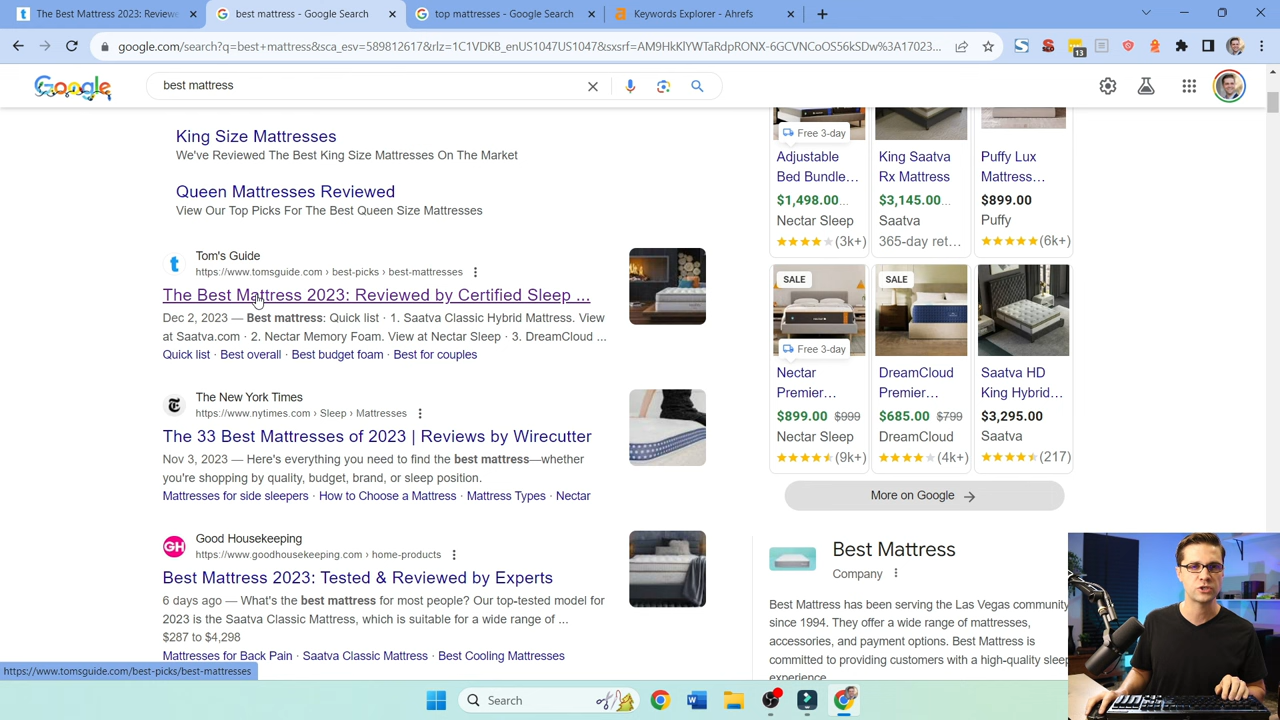 The Best Mattress of 2023: Top
top 10 mattresses - Google Search
Keywords Explorer - Ahrefs
google.com/search?q=best+mattress&sca_esv=589812617&rlz=1C1VDKB_enUS1047US1047&sxsrf=AM9HkKlYWTaRdpRONX-6GCVNCoOS56kSDw%3A17023...
13
Google
best mattress
King Size Mattresses
We've Reviewed The Best King Size Mattresses On The Market
Queen Mattresses Reviewed
View Our Top Picks For The Best Queen Size Mattresses
Tom's Guide
https://www.tomsguide.com › best-picks › best-mattresses
The Best Mattress 2023: Reviewed by Certified Sleep ...
Dec 2, 2023 — Best mattress: Quick list · 1. Saatva Classic Hybrid Mattress. View
at Saatva.com · 2. Nectar Memory Foam. View at Nectar Sleep · 3. DreamCloud ...
Quick list · Best overall · Best budget foam · Best for couples
The New York Times
https://www.nytimes.com › Sleep › Mattresses
The 33 Best Mattresses of 2023 | Reviews by Wirecutter
Nov 3, 2023 — Here's everything you need to find the best mattress—whether
you're shopping by quality, budget, brand, or sleep position.
Mattresses for side sleepers · How to Choose a Mattress · Mattress Types · Nectar
Good Housekeeping
https://www.goodhousekeeping.com › home-products
GH
Best Mattress 2023: Tested & Reviewed by Experts
6 days ago — What's the best mattress for most people? Our top-tested model for
2023 is the Saatva Classic Mattress, which is suitable for a wide range of ...
$287 to $4,298
Mattresses for Back Pain · Saatva Classic Mattress · Best Cooling Mattresses
https://www.tomsguide.com/best-picks/best-mattresses
Free 3-day
Adjustable
Bed Bundle...
$1,498.00...
Nectar Sleep
(3k+)
King Saatva
Rx Mattress
$3,145.00...
Saatva
365-day ret...
Puffy Lux
Mattress...
$899.00
Puffy
(6k+)
SALE
Free 3-day
Nectar
Premier...
$899.00 $999
Nectar Sleep
(9k+)
SALE
DreamCloud
Premier...
$685.00 $799
DreamCloud
(4k+)
Saatva HD
King Hybrid...
$3,295.00
Saatva
(217)
More on Google
Best Mattress
Company
Best Mattress has been serving the Las Vegas community
since 1994. They offer a wide range of mattresses,
accessories, and payment options. Best Mattress is
committed to providing customers with a high-quality sleep
experience.
Search